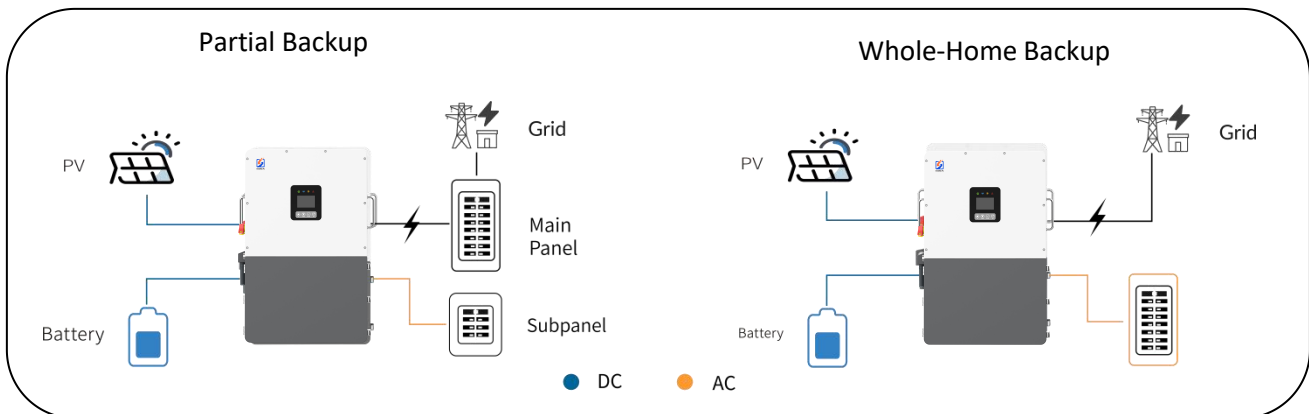 Partial Backup
Whole-Home Backup
PV
Grid
Main
Panel
Battery
Subpanel
PV
Grid
Battery
DC
AC